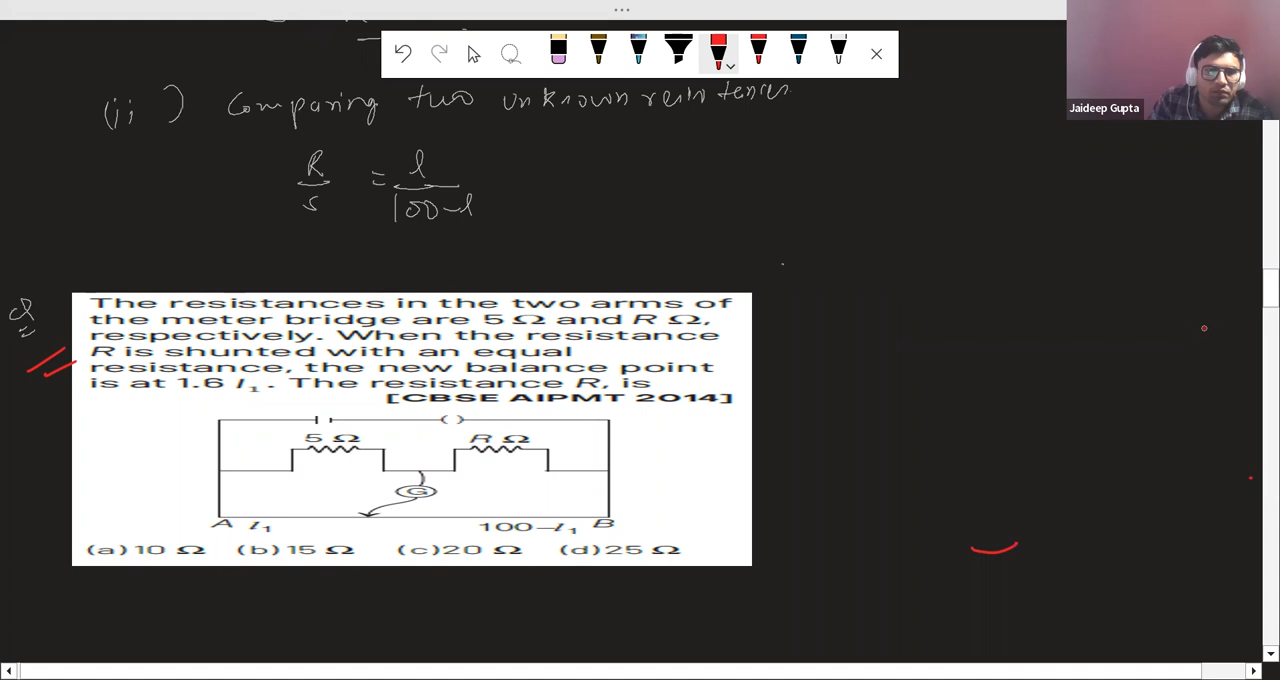 Jaideep Gupta
(ii) Comparing two unknown resistences
R/s = l/100-l
Q
The resistances in the two arms of
the meter bridge are 5 Ω and R Ω,
respectively. When the resistance
R is shunted with an equal
resistance, the new balance point
is at 1.6 l₁. The resistance R, is
[CBSE AIPMT 2014]
( )
5 Ω R Ω
G
A l₁ 100–l₁ B
(a) 10 Ω (b) 15 Ω (c) 20 Ω (d) 25 Ω